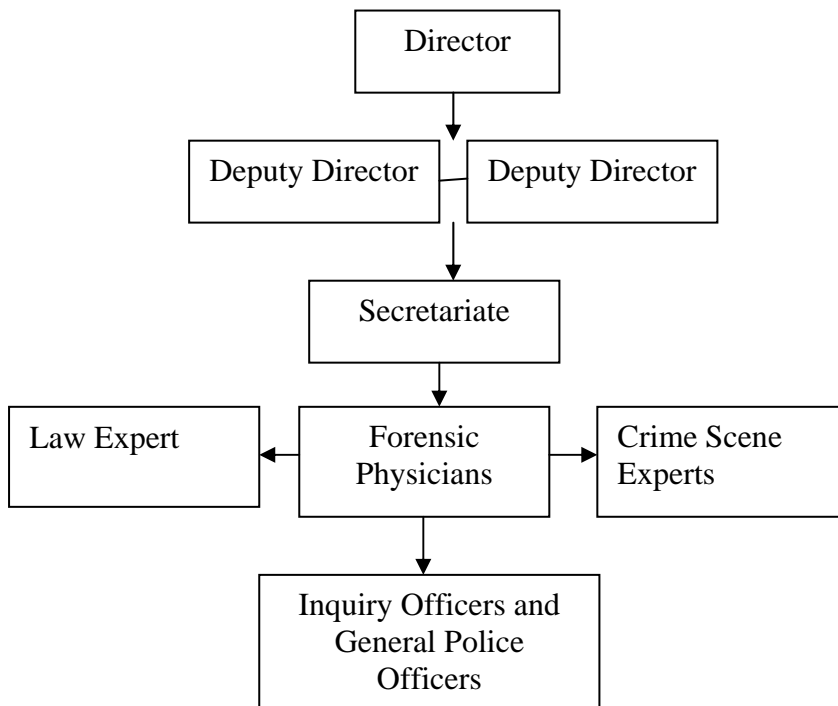 Director
Deputy Director
Deputy Director
Secretariate
Law Expert
Forensic
Physicians
Crime Scene
Experts
Inquiry Officers and
General Police
Officers